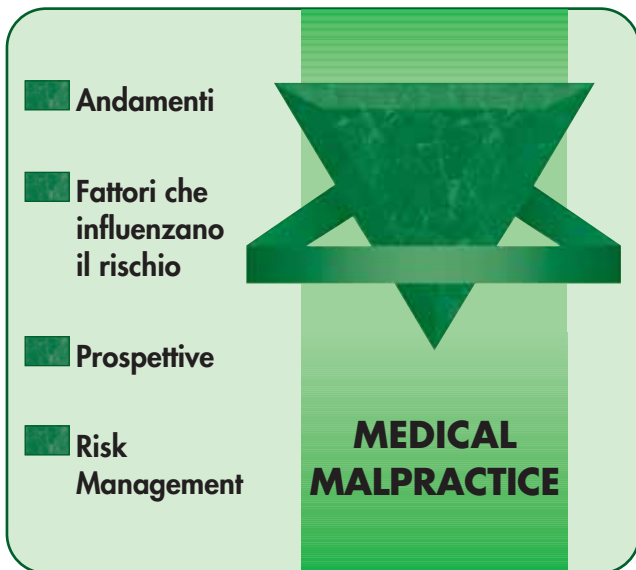 Andamenti
Fattori che
influenzano
il rischio
Prospettive
Risk
Management
MEDICAL
MALPRACTICE